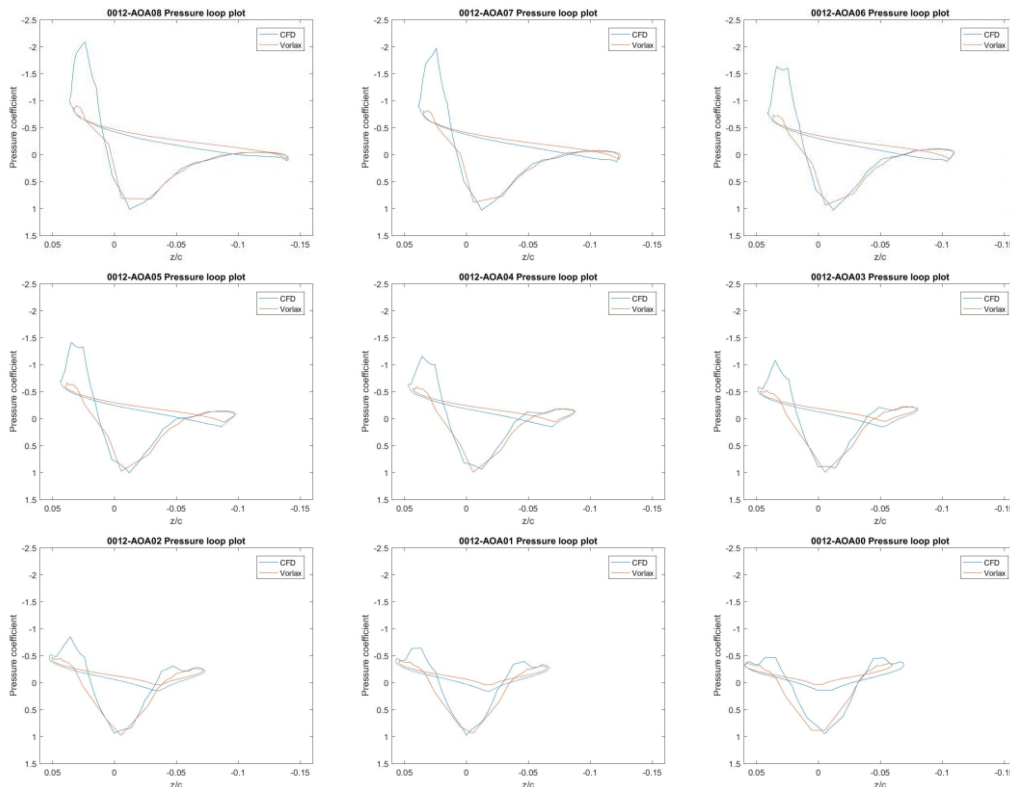 0012-AOA08 Pressure loop plot
-2.5
-2
-1.5
-1
-0.5
0
0.5
1
1.5
Pressure coefficient
CFD
Vorlax
0.05 0 -0.05 -0.1 -0.15
z/c
0012-AOA07 Pressure loop plot
-2.5
-2
-1.5
-1
-0.5
0
0.5
1
1.5
Pressure coefficient
CFD
Vorlax
0.05 0 -0.05 -0.1 -0.15
z/c
0012-AOA06 Pressure loop plot
-2.5
-2
-1.5
-1
-0.5
0
0.5
1
1.5
Pressure coefficient
CFD
Vorlax
0.05 0 -0.05 -0.1 -0.15
z/c
0012-AOA05 Pressure loop plot
-2.5
-2
-1.5
-1
-0.5
0
0.5
1
1.5
Pressure coefficient
CFD
Vorlax
0.05 0 -0.05 -0.1 -0.15
z/c
0012-AOA04 Pressure loop plot
-2.5
-2
-1.5
-1
-0.5
0
0.5
1
1.5
Pressure coefficient
CFD
Vorlax
0.05 0 -0.05 -0.1 -0.15
z/c
0012-AOA03 Pressure loop plot
-2.5
-2
-1.5
-1
-0.5
0
0.5
1
1.5
Pressure coefficient
CFD
Vorlax
0.05 0 -0.05 -0.1 -0.15
z/c
0012-AOA02 Pressure loop plot
-2.5
-2
-1.5
-1
-0.5
0
0.5
1
1.5
Pressure coefficient
CFD
Vorlax
0.05 0 -0.05 -0.1 -0.15
z/c
0012-AOA01 Pressure loop plot
-2.5
-2
-1.5
-1
-0.5
0
0.5
1
1.5
Pressure coefficient
CFD
Vorlax
0.05 0 -0.05 -0.1 -0.15
z/c
0012-AOA00 Pressure loop plot
-2.5
-2
-1.5
-1
-0.5
0
0.5
1
1.5
Pressure coefficient
CFD
Vorlax
0.05 0 -0.05 -0.1 -0.15
z/c